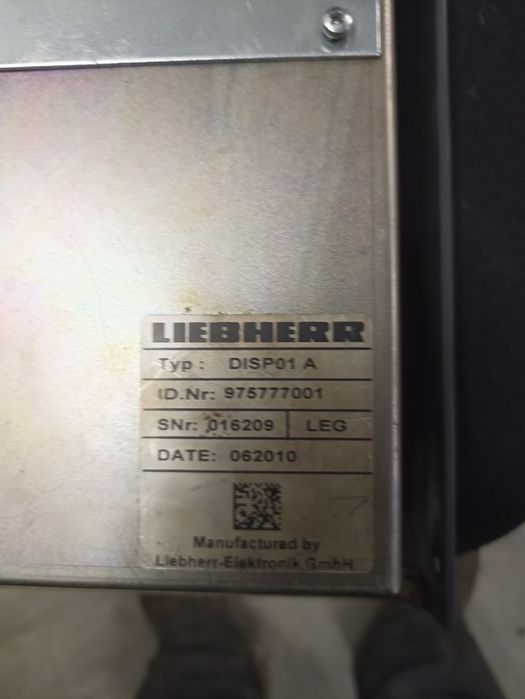 LIEBHERR
Typ : DISP01 A
ID.Nr: 975777001
SNr: 016209 LEG
DATE: 062010
Manufactured by
Liebherr-Elektronik GmbH